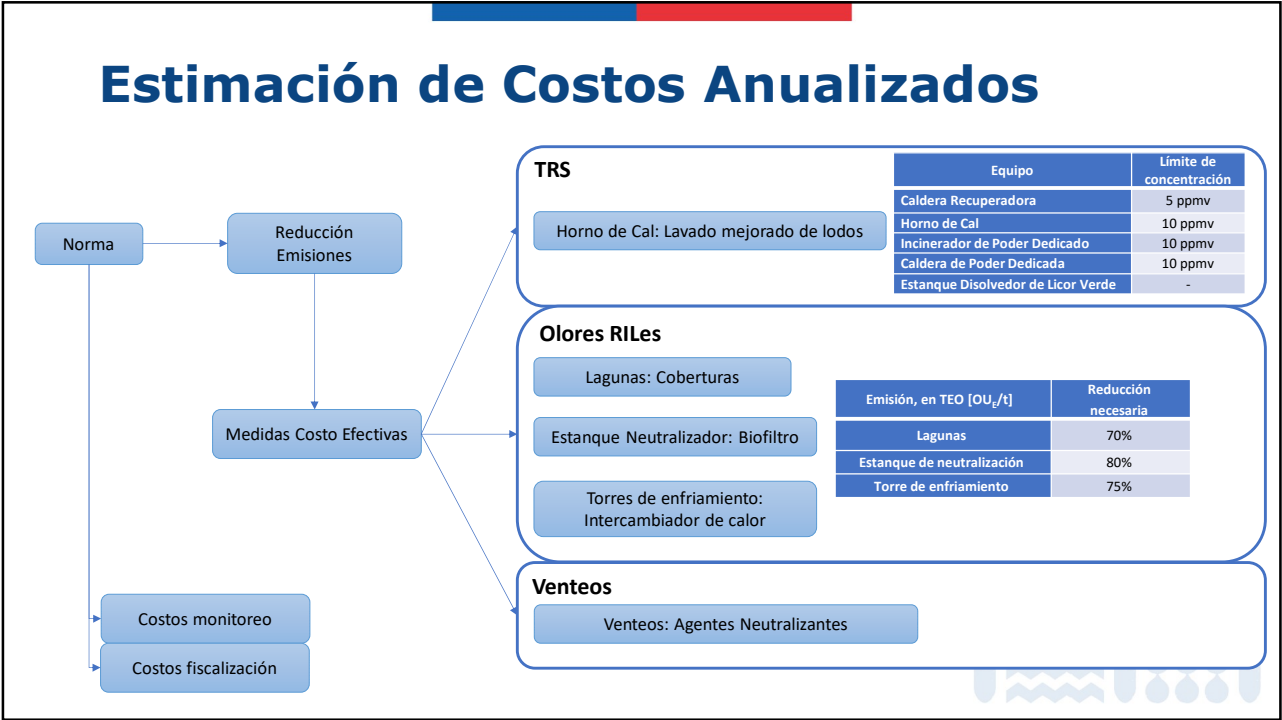 Estimación de Costos Anualizados
Norma
Reducción
Emisiones
Medidas Costo Efectivas
Costos monitoreo
Costos fiscalización
TRS
Horno de Cal: Lavado mejorado de lodos
Equipo Límite de
concentración
Caldera Recuperadora 5 ppmv
Horno de Cal 10 ppmv
Incinerador de Poder Dedicado 10 ppmv
Caldera de Poder Dedicada 10 ppmv
Estanque Disolvedor de Licor Verde -
Olores RILes
Lagunas: Coberturas
Estanque Neutralizador: Biofiltro
Torres de enfriamiento:
Intercambiador de calor
Emisión, en TEO [OUE/t] Reducción
necesaria
Lagunas 70%
Estanque de neutralización 80%
Torre de enfriamiento 75%
Venteos
Venteos: Agentes Neutralizantes